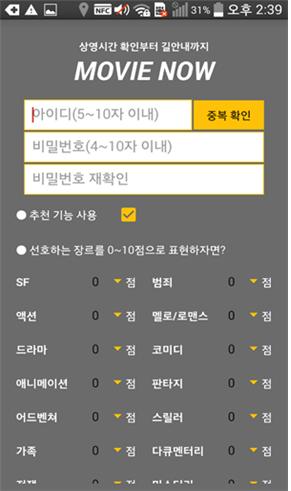 NFC 4G 31% 오후 2:39
상영시간 확인부터 길안내까지
MOVIE NOW
아이디(5~10자 이내) 중복 확인
비밀번호(4~10자 이내)
비밀번호 재확인
추천 기능 사용
선호하는 장르를 0~10점으로 표현하자면?
SF 0 점 범죄 0 점
액션 0 점 멜로/로맨스 0 점
드라마 0 점 코미디 0 점
애니메이션 0 점 판타지 0 점
어드벤쳐 0 점 스릴러 0 점
가족 0 점 다큐멘터리 0 점